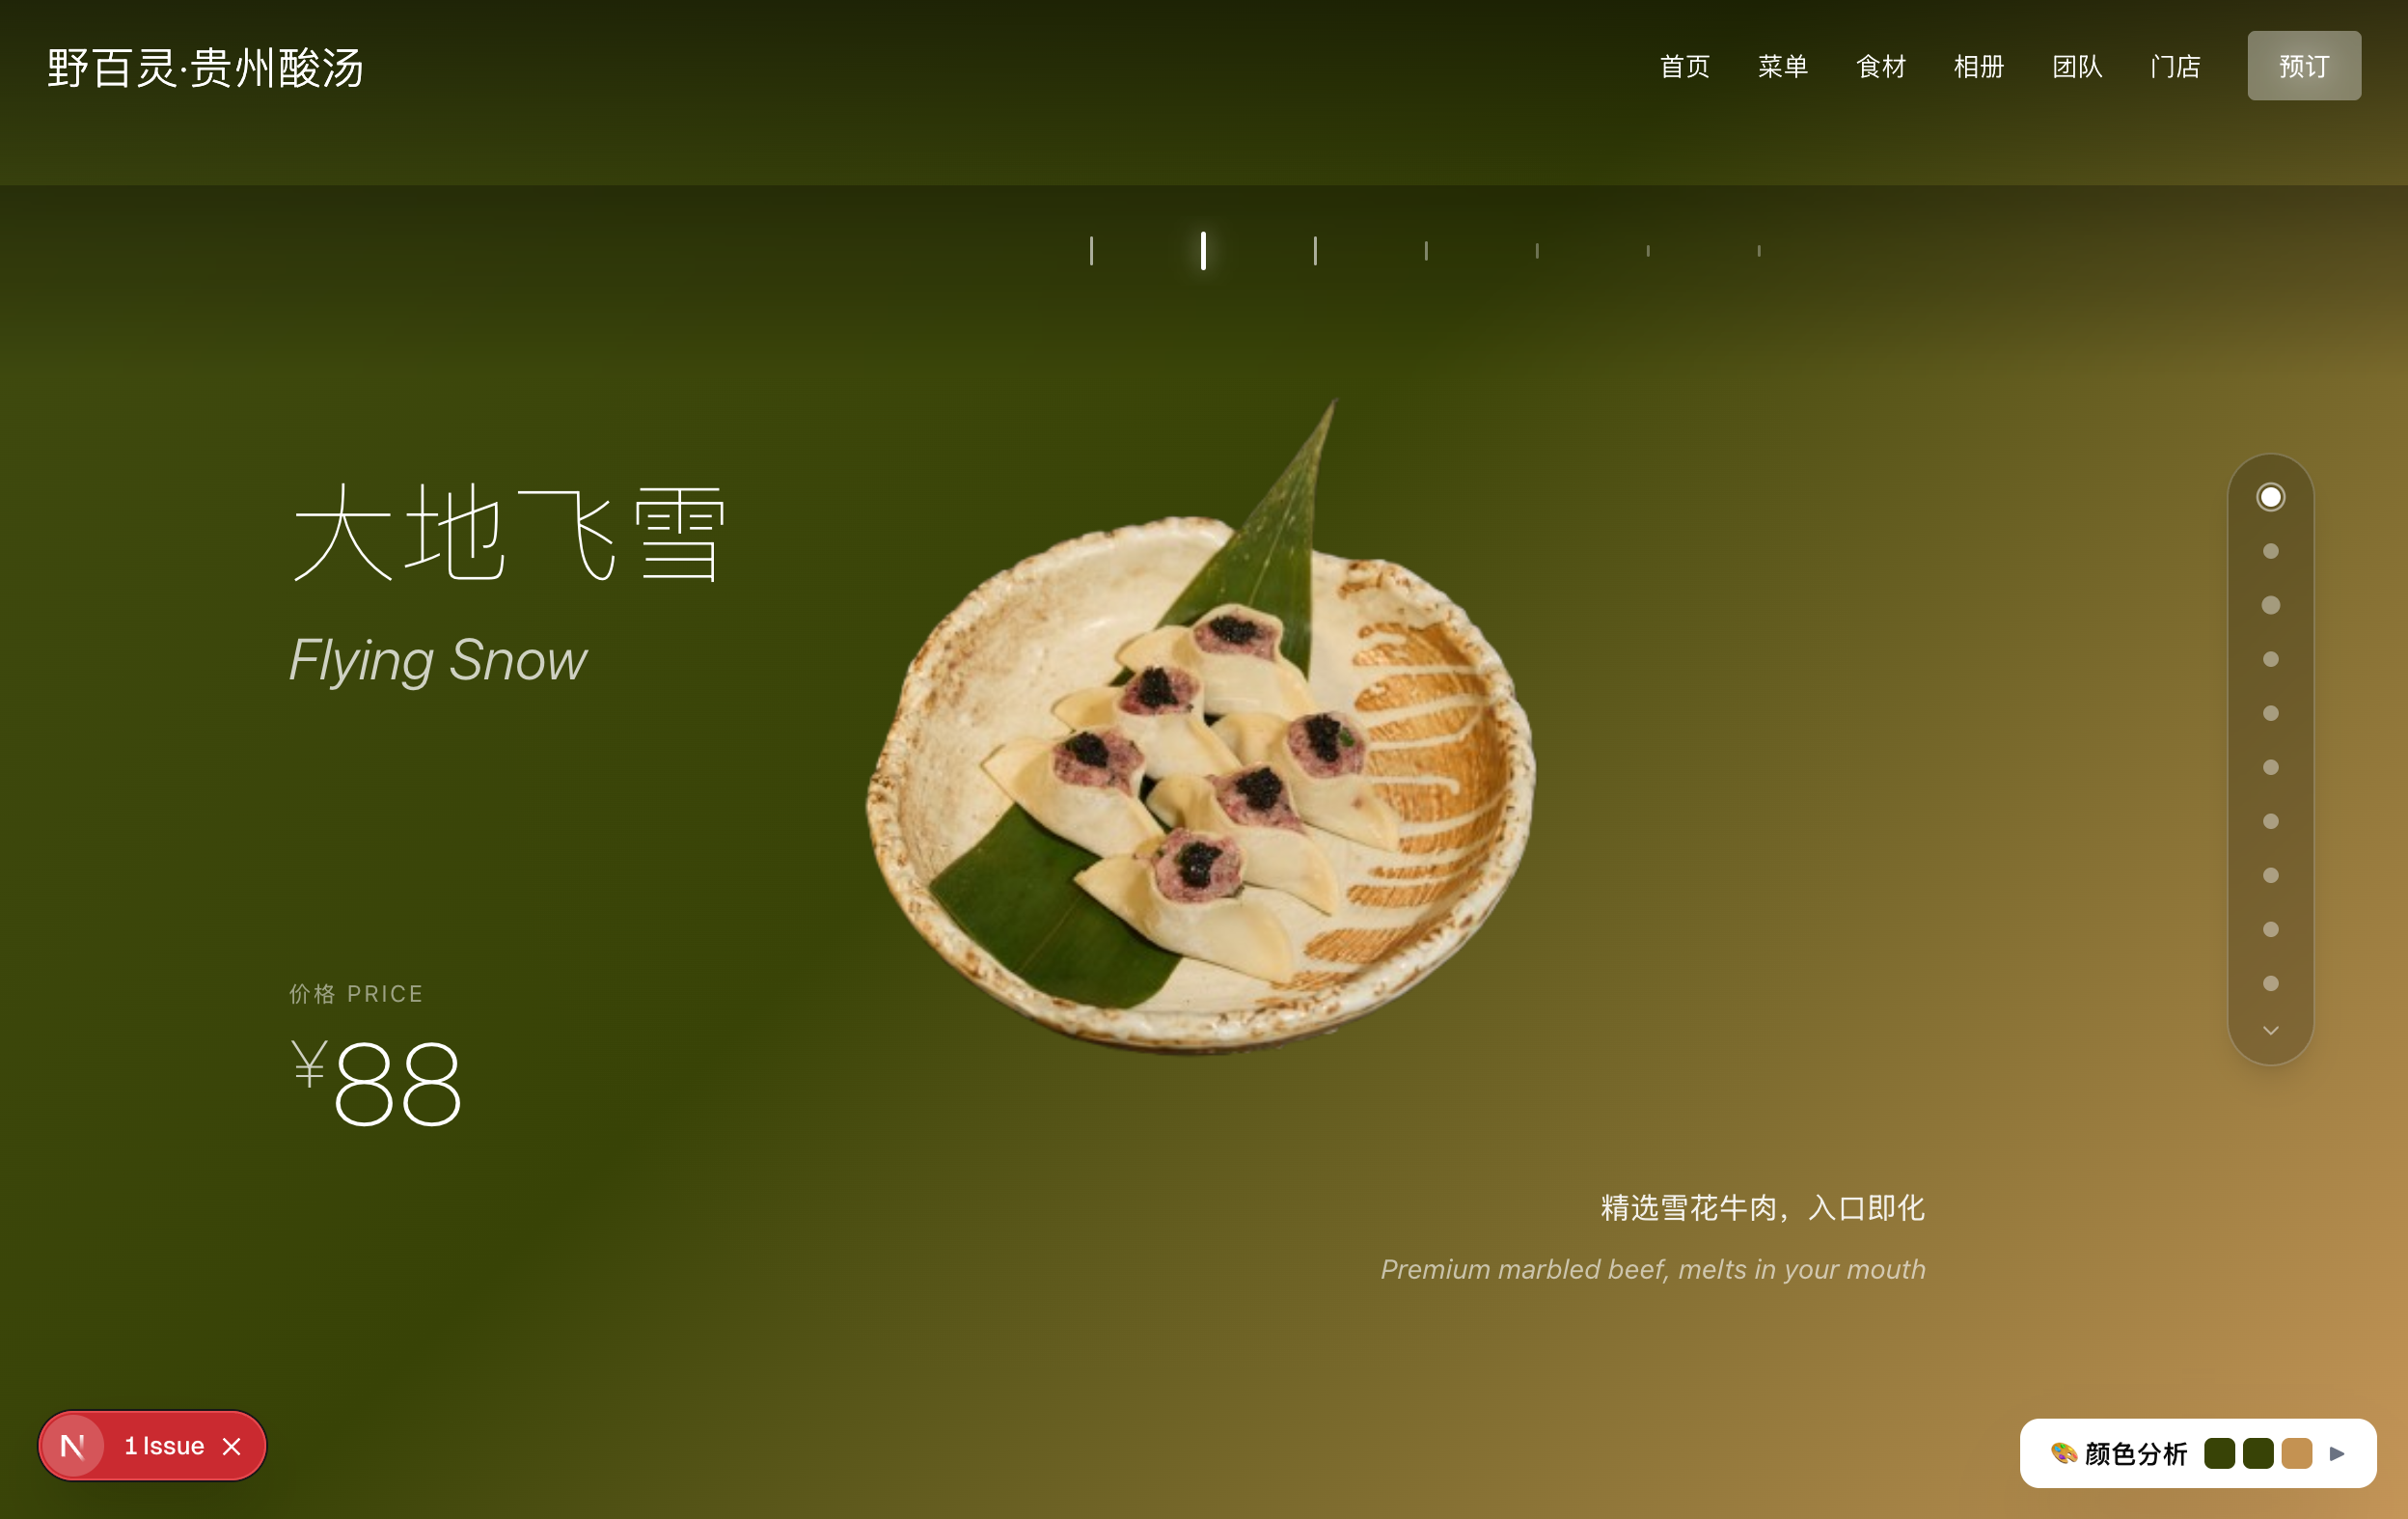 野百灵·贵州酸汤
首页 菜单 食材 相册 团队 门店 预订
大地飞雪
Flying Snow
价格 PRICE
¥88
精选雪花牛肉，入口即化
Premium marbled beef, melts in your mouth
N 1 Issue
颜色分析